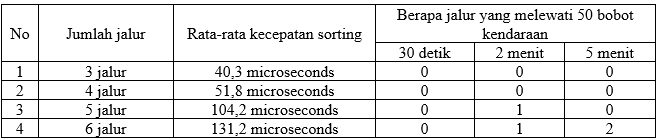 No Jumlah jalur Rata-rata kecepatan sorting Berapa jalur yang melewati 50 bobot
kendaraan
30 detik 2 menit 5 menit
1 3 jalur 40,3 microseconds 0 0 0
2 4 jalur 51,8 microseconds 0 0 0
3 5 jalur 104,2 microseconds 0 1 0
4 6 jalur 131,2 microseconds 0 1 2